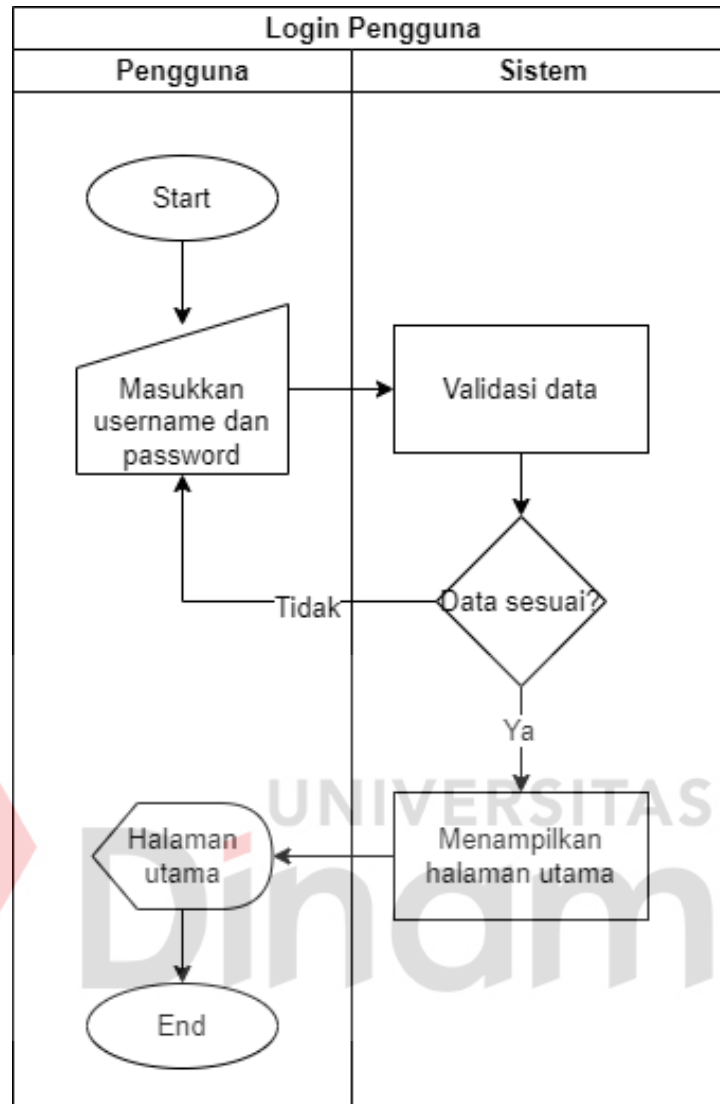 Login Pengguna
Pengguna
Sistem
Start
Masukkan
username dan
password
Validasi data
Data sesuai?
Tidak
Ya
Menampilkan
halaman utama
Halaman
utama
End
UNIVERSITAS
Dinam